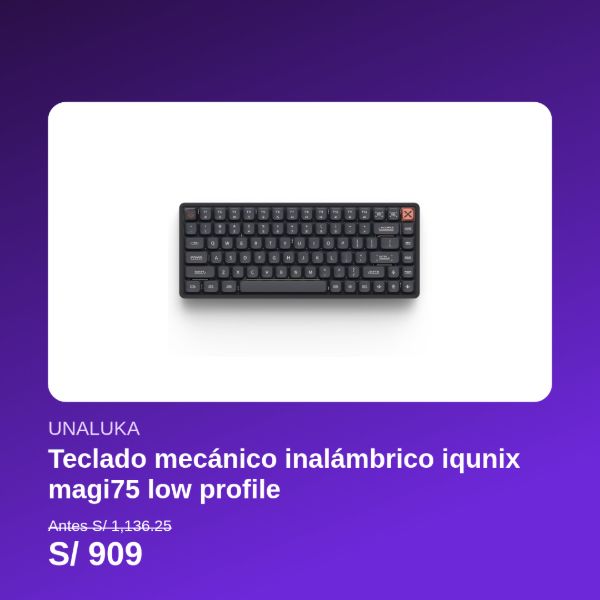 UNALUKA
Teclado mecánico inalámbrico iqunix
magi75 low profile
Antes S/ 1,136.25
S/ 909